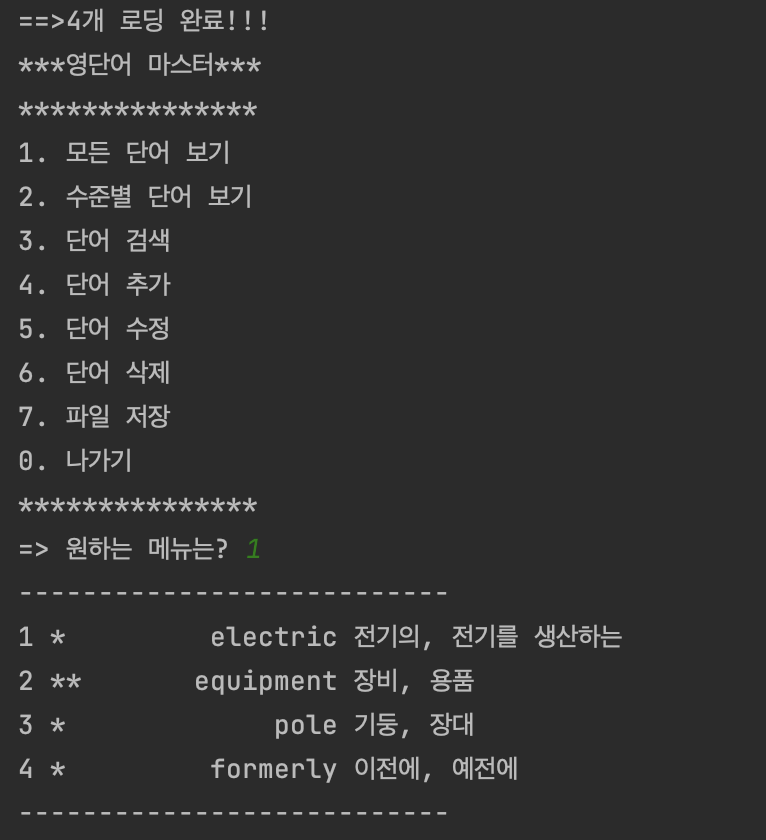 ==>4개 로딩 완료!!!
***영단어 마스터***
***************
1. 모든 단어 보기
2. 수준별 단어 보기
3. 단어 검색
4. 단어 추가
5. 단어 수정
6. 단어 삭제
7. 파일 저장
0. 나가기
***************
=> 원하는 메뉴는? 1
---------------------------
1 *         electric 전기의, 전기를 생산하는
2 **       equipment 장비, 용품
3 *             pole 기둥, 장대
4 *         formerly 이전에, 예전에
---------------------------